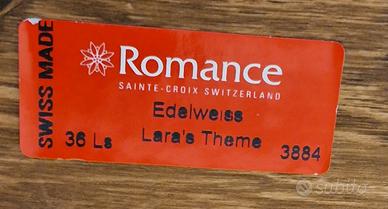 SWISS MADE
Romance
SAINTE-CROIX SWITZERLAND
Edelweiss
36 Ls Lara's Theme 3884
subito